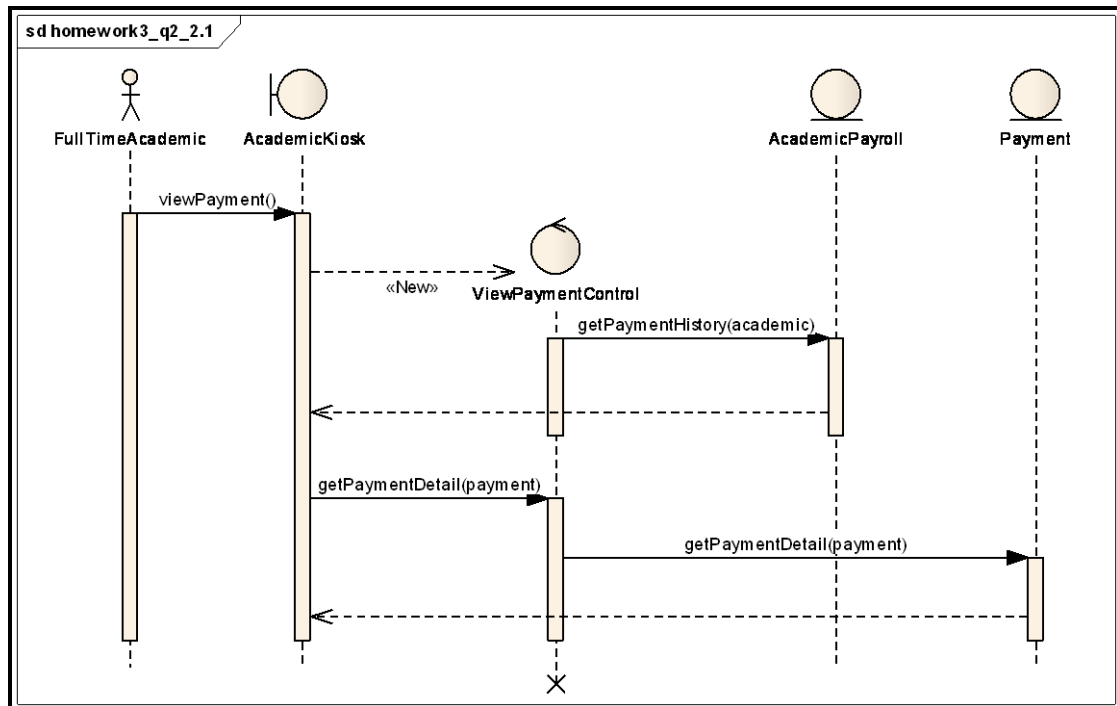 sd homework3_q2_2.1
FullTimeAcademic
AcademicKiosk
AcademicPayroll
Payment
viewPayment()
«New»
ViewPaymentControl
getPaymentHistory(academic)
getPaymentDetail(payment)
getPaymentDetail(payment)